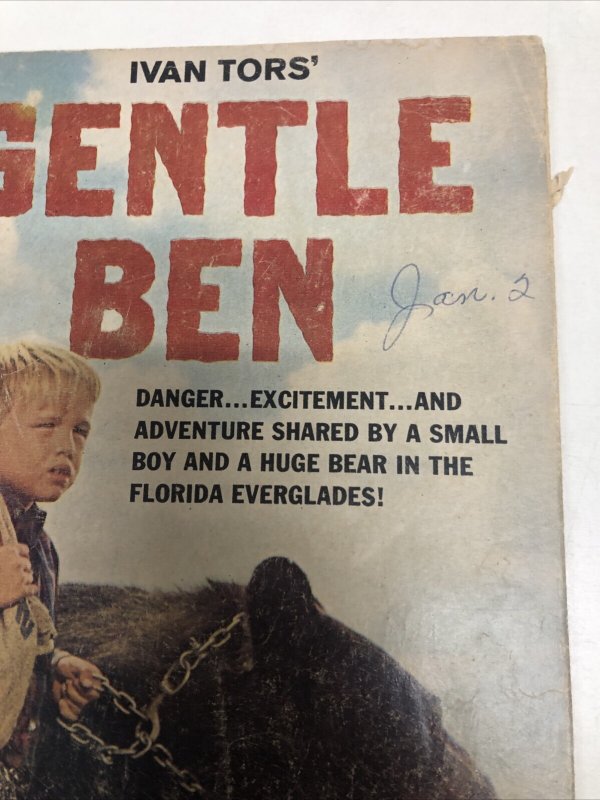 IVAN TORS'
GENTLE
BEN
Jan. 2
DANGER...EXCITEMENT...AND
ADVENTURE SHARED BY A SMALL
BOY AND A HUGE BEAR IN THE
FLORIDA EVERGLADES!